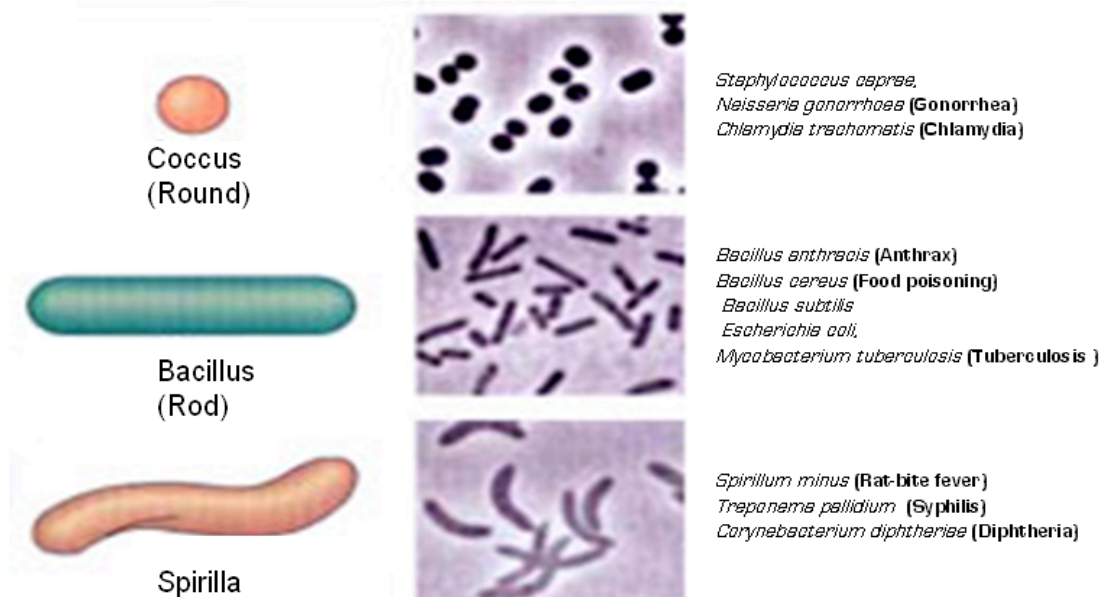 Coccus
(Round)
Staphylococcus caprae,
Neisseria gonorrhoea (Gonorrhea)
Chlamydia trachomatis (Chlamydia)
Bacillus
(Rod)
Bacillus anthracis (Anthrax)
Bacillus cereus (Food poisoning)
Bacillus subtilis
Escherichia coli,
Mycobacterium tuberculosis (Tuberculosis )
Spirilla
Spirillum minus (Rat-bite fever)
Treponema pallidium (Syphilis)
Corynebacterium diphtheriae (Diphtheria)